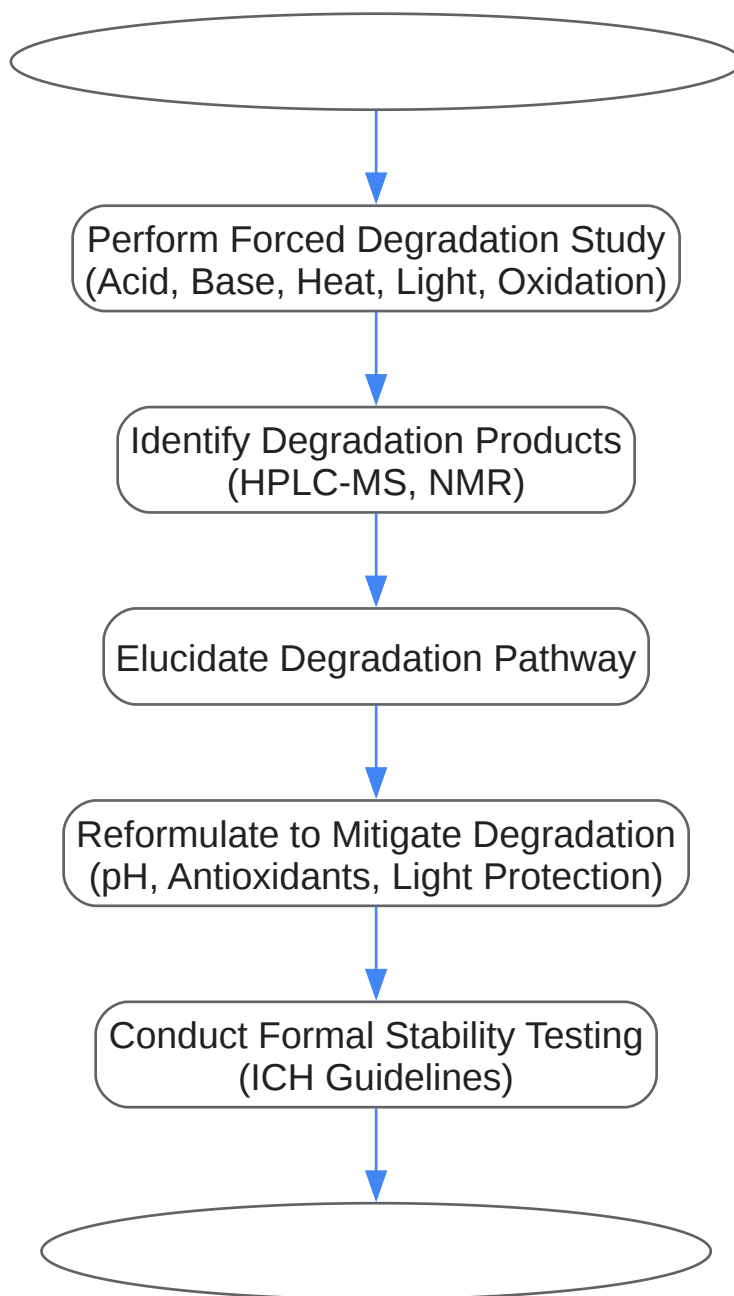 Perform Forced Degradation Study
(Acid, Base, Heat, Light, Oxidation)
Identify Degradation Products
(HPLC-MS, NMR)
Elucidate Degradation Pathway
Reformulate to Mitigate Degradation
(pH, Antioxidants, Light Protection)
Conduct Formal Stability Testing
(ICH Guidelines)